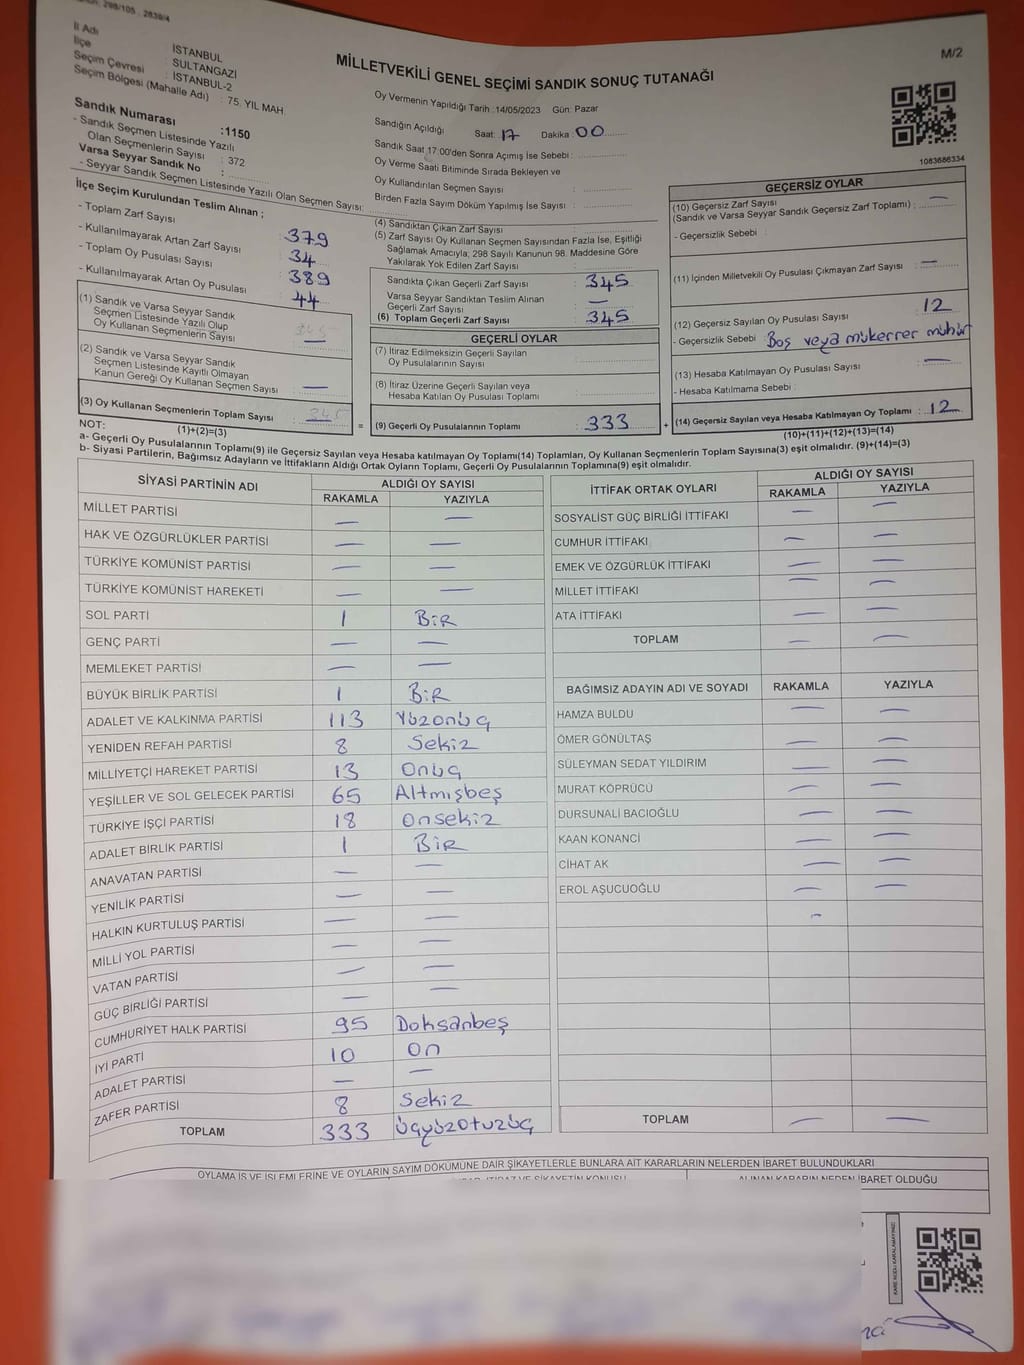 298/105 : 2839/4
M/2
İl Adı : İSTANBUL
İlçe : SULTANGAZİ
Seçim Çevresi : İSTANBUL-2
Seçim Bölgesi (Mahalle Adı) : 75. YIL MAH.
MİLLETVEKİLİ GENEL SEÇİMİ SANDIK SONUÇ TUTANAĞI
Oy Vermenin Yapıldığı Tarih : 14/05/2023 Gün: Pazar
Sandığın Açıldığı Saat: 17 Dakika : 00
Sandık Saat 17:00'den Sonra Açımış İse Sebebi :
Oy Verme Saati Bitiminde Sırada Bekleyen ve
Oy Kullandırılan Seçmen Sayısı :
Birden Fazla Sayım Döküm Yapılmış İse Sayısı :
1083686334
Sandık Numarası :1150
- Sandık Seçmen Listesinde Yazılı
Olan Seçmenlerin Sayısı : 372
Varsa Seyyar Sandık No :
- Seyyar Sandık Seçmen Listesinde Yazılı Olan Seçmen Sayısı:
İlçe Seçim Kurulundan Teslim Alınan ;
- Toplam Zarf Sayısı : 379
- Kullanılmayarak Artan Zarf Sayısı : 34
- Toplam Oy Pusulası Sayısı : 389
- Kullanılmayarak Artan Oy Pusulası : 44
(1) Sandık ve Varsa Seyyar Sandık
Seçmen Listesinde Yazılı Olup
Oy Kullanan Seçmenlerin Sayısı : 345 —
(2) Sandık ve Varsa Seyyar Sandık
Seçmen Listesinde Kayıtlı Olmayan
Kanun Gereği Oy Kullanan Seçmen Sayısı : —
(3) Oy Kullanan Seçmenlerin Toplam Sayısı : 345
(1)+(2)=(3)
(4) Sandıktan Çıkan Zarf Sayısı :
(5) Zarf Sayısı Oy Kullanan Seçmen Sayısından Fazla İse, Eşitliği
Sağlamak Amacıyla; 298 Sayılı Kanunun 98. Maddesine Göre
Yakılarak Yok Edilen Zarf Sayısı :
Sandıkta Çıkan Geçerli Zarf Sayısı : 345
Varsa Seyyar Sandıktan Teslim Alınan
Geçerli Zarf Sayısı : —
(6) Toplam Geçerli Zarf Sayısı : 345
GEÇERLİ OYLAR
(7) İtiraz Edilmeksizin Geçerli Sayılan
Oy Pusulalarının Sayısı :
(8) İtiraz Üzerine Geçerli Sayılan veya
Hesaba Katılan Oy Pusulası Toplamı :
= (9) Geçerli Oy Pusulalarının Toplamı : 333 +
GEÇERSİZ OYLAR
(10) Geçersiz Zarf Sayısı : —
(Sandık ve Varsa Seyyar Sandık Geçersiz Zarf Toplamı)
- Geçersizlik Sebebi :
(11) İçinden Milletvekili Oy Pusulası Çıkmayan Zarf Sayısı : —
(12) Geçersiz Sayılan Oy Pusulası Sayısı : 12
- Geçersizlik Sebebi : Boş veya mükerrer mühür
(13) Hesaba Katılmayan Oy Pusulası Sayısı : —
- Hesaba Katılmama Sebebi :
(14) Geçersiz Sayılan veya Hesaba Katılmayan Oy Toplamı : 12
(10)+(11)+(12)+(13)=(14)
NOT:
a- Geçerli Oy Pusulalarının Toplamı(9) ile Geçersiz Sayılan veya Hesaba katılmayan Oy Toplamı(14) Toplamları, Oy Kullanan Seçmenlerin Toplam Sayısına(3) eşit olmalıdır. (9)+(14)=(3)
b- Siyasi Partilerin, Bağımsız Adayların ve İttifakların Aldığı Ortak Oyların Toplamı, Geçerli Oy Pusulalarının Toplamına(9) eşit olmalıdır.
SİYASİ PARTİNİN ADI ALDIĞI OY SAYISI
RAKAMLA YAZIYLA
MİLLET PARTİSİ — —
HAK VE ÖZGÜRLÜKLER PARTİSİ — —
TÜRKİYE KOMÜNİST PARTİSİ — —
TÜRKİYE KOMÜNİST HAREKETİ — —
SOL PARTİ 1 BİR
GENÇ PARTİ — —
MEMLEKET PARTİSİ — —
BÜYÜK BİRLİK PARTİSİ 1 BİR
ADALET VE KALKINMA PARTİSİ 113 Yüzonüç
YENİDEN REFAH PARTİSİ 8 Sekiz
MİLLİYETÇİ HAREKET PARTİSİ 13 Onüç
YEŞİLLER VE SOL GELECEK PARTİSİ 65 Altmışbeş
TÜRKİYE İŞÇİ PARTİSİ 18 onsekiz
ADALET BİRLİK PARTİSİ 1 BİR
ANAVATAN PARTİSİ — —
YENİLİK PARTİSİ — —
HALKIN KURTULUŞ PARTİSİ — —
MİLLİ YOL PARTİSİ — —
VATAN PARTİSİ — —
GÜÇ BİRLİĞİ PARTİSİ — —
CUMHURİYET HALK PARTİSİ 95 Doksanbeş
İYİ PARTİ 10 On
ADALET PARTİSİ — —
ZAFER PARTİSİ 8 Sekiz
TOPLAM 333 Üçyüzotuzüç
İTTİFAK ORTAK OYLARI ALDIĞI OY SAYISI
RAKAMLA YAZIYLA
SOSYALİST GÜÇ BİRLİĞİ İTTİFAKI — —
CUMHUR İTTİFAKI — —
EMEK VE ÖZGÜRLÜK İTTİFAKI — —
MİLLET İTTİFAKI — —
ATA İTTİFAKI — —
TOPLAM — —
BAĞIMSIZ ADAYIN ADI VE SOYADI RAKAMLA YAZIYLA
HAMZA BULDU — —
ÖMER GÖNÜLTAŞ — —
SÜLEYMAN SEDAT YILDIRIM — —
MURAT KÖPRÜCÜ — —
DURSUNALİ BACIOĞLU — —
KAAN KONANCİ — —
CİHAT AK — —
EROL AŞUCUOĞLU — —
TOPLAM — —
OYLAMA İŞ VE İŞLEMLERİNE VE OYLARIN SAYIM DÖKÜMÜNE DAİR ŞİKAYETLERLE BUNLARA AİT KARARLARIN NELERDEN İBARET BULUNDUKLARI
İTİRAZ VE ŞİKAYETİN KONUSU ALINAN KARARIN NEDEN İBARET OLDUĞU